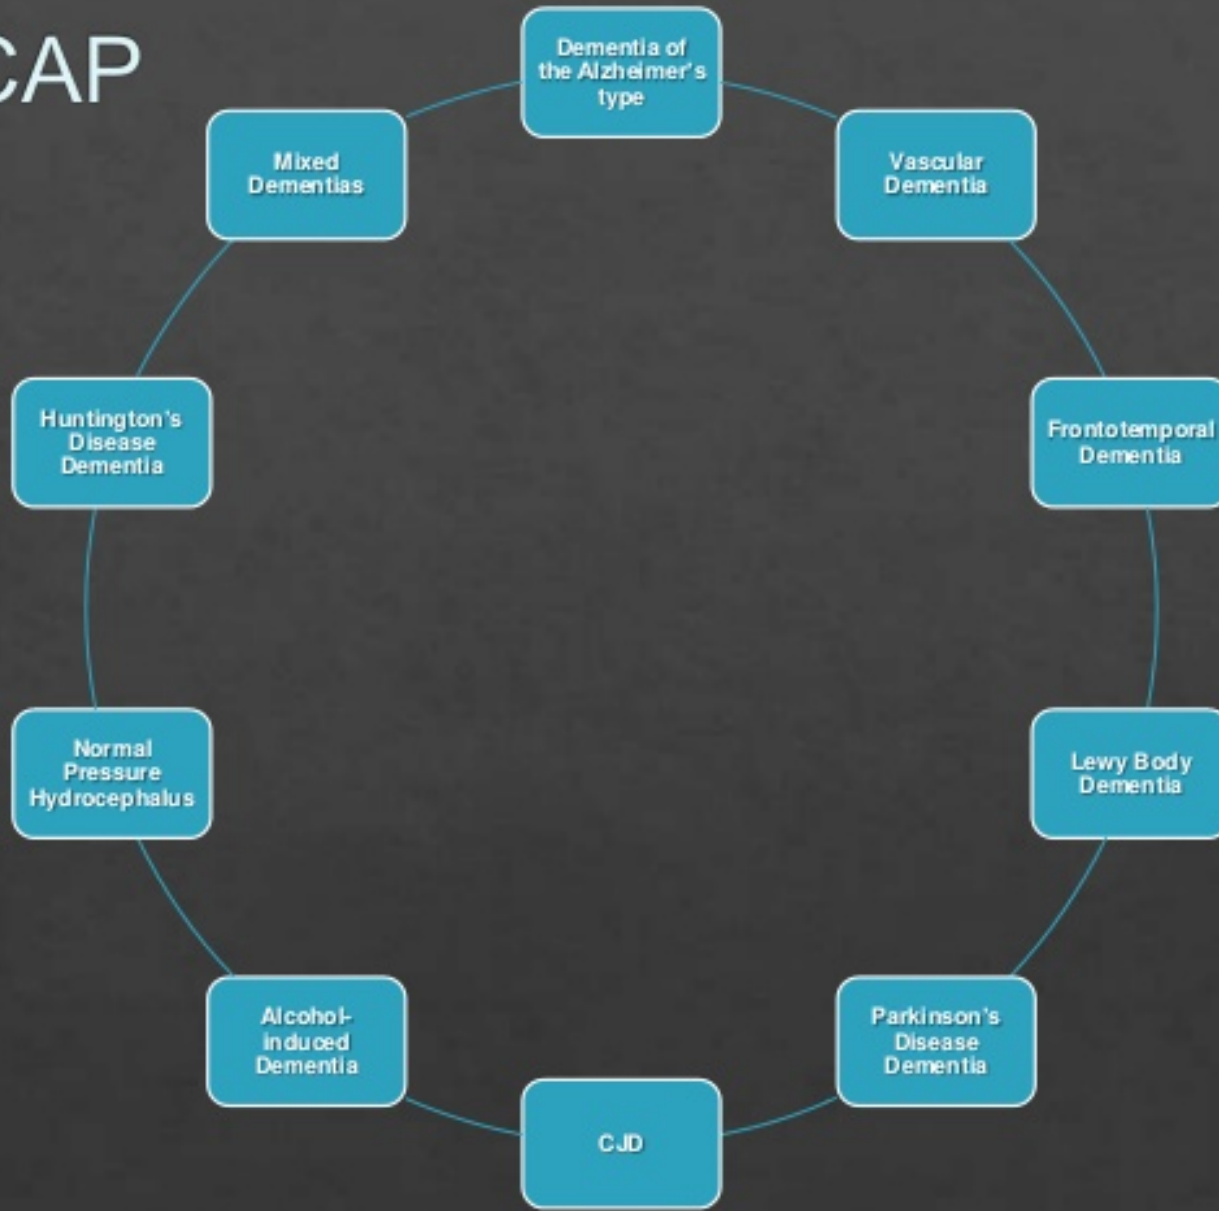 CAP
Dementia of
the Alzheimer's
type
Vascular
Dementia
Frontotemporal
Dementia
Lewy Body
Dementia
Parkinson's
Disease
Dementia
CJD
Alcohol-
induced
Dementia
Normal
Pressure
Hydrocephalus
Huntington's
Disease
Dementia
Mixed
Dementias